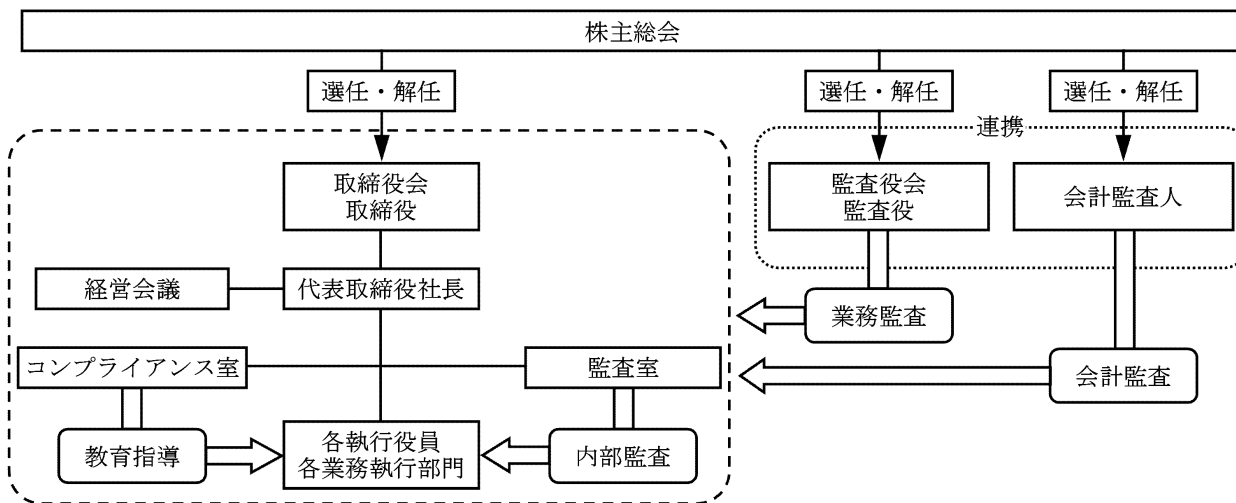 株主総会
選任・解任
選任・解任
選任・解任
連携
取締役会
取締役
監査役会
監査役
会計監査人
経営会議
代表取締役社長
業務監査
コンプライアンス室
監査室
会計監査
教育指導
各執行役員
各業務執行部門
内部監査